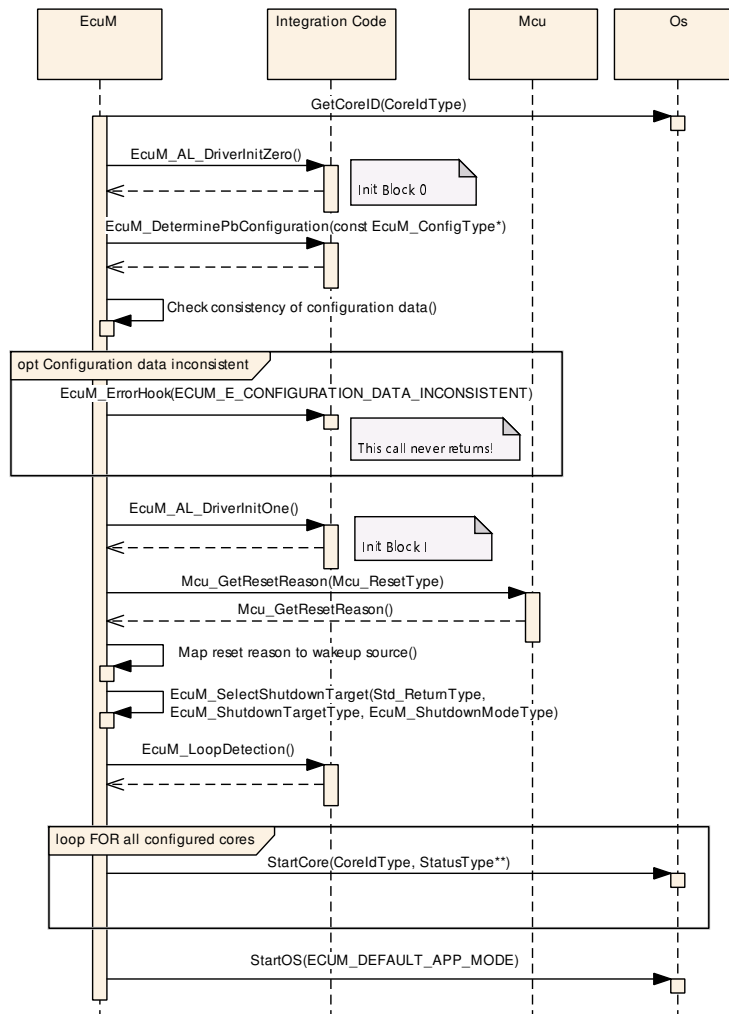 EcuM
Integration Code
Mcu
Os
GetCoreID(CoreIdType)
EcuM_AL_DriverInitZero()
Init Block 0
EcuM_DeterminePbConfiguration(const EcuM_ConfigType*)
Check consistency of configuration data()
opt Configuration data inconsistent
EcuM_ErrorHook(ECUM_E_CONFIGURATION_DATA_INCONSISTENT)
This call never returns!
EcuM_AL_DriverInitOne()
Init Block I
Mcu_GetResetReason(Mcu_ResetType)
Mcu_GetResetReason()
Map reset reason to wakeup source()
EcuM_SelectShutdownTarget(Std_ReturnType,
EcuM_ShutdownTargetType, EcuM_ShutdownModeType)
EcuM_LoopDetection()
loop FOR all configured cores
StartCore(CoreIdType, StatusType**)
StartOS(ECUM_DEFAULT_APP_MODE)